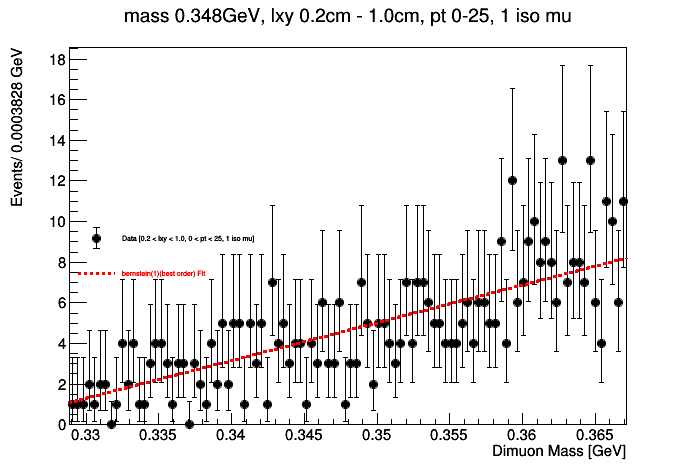 mass 0.348GeV, lxy 0.2cm - 1.0cm, pt 0-25, 1 iso mu
Events/ 0.0003828 GeV
18
16
14
12
10
8
6
4
2
0
Data [0.2 < lxy < 1.0, 0 < pt < 25, 1 iso mu]
bernstein(1)(best order) Fit
0.33 0.335 0.34 0.345 0.35 0.355 0.36 0.365
Dimuon Mass [GeV]